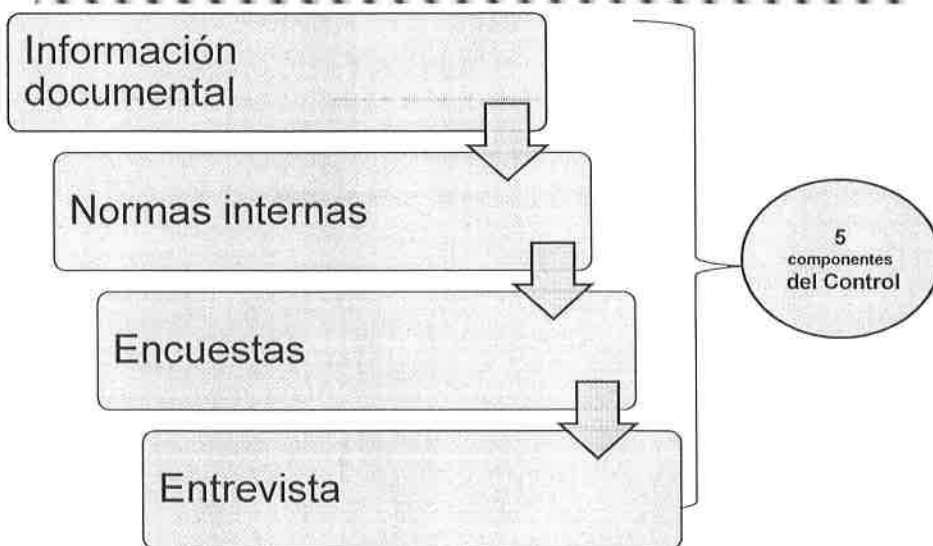 Información
documental
Normas internas
Encuestas
Entrevista
5
componentes
del Control